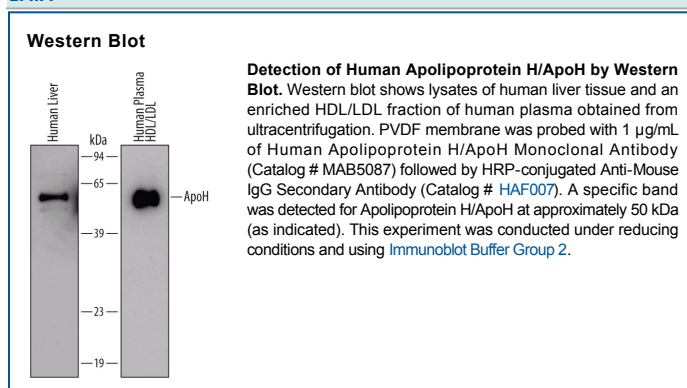 Western Blot
Human Liver
Human Plasma
HDL/LDL
kDa
94
65
39
23
19
ApoH
Detection of Human Apolipoprotein H/ApoH by Western
Blot. Western blot shows lysates of human liver tissue and an
enriched HDL/LDL fraction of human plasma obtained from
ultracentrifugation. PVDF membrane was probed with 1 µg/mL
of Human Apolipoprotein H/ApoH Monoclonal Antibody
(Catalog # MAB5087) followed by HRP-conjugated Anti-Mouse
IgG Secondary Antibody (Catalog # HAF007). A specific band
was detected for Apolipoprotein H/ApoH at approximately 50 kDa
(as indicated). This experiment was conducted under reducing
conditions and using Immunoblot Buffer Group 2.